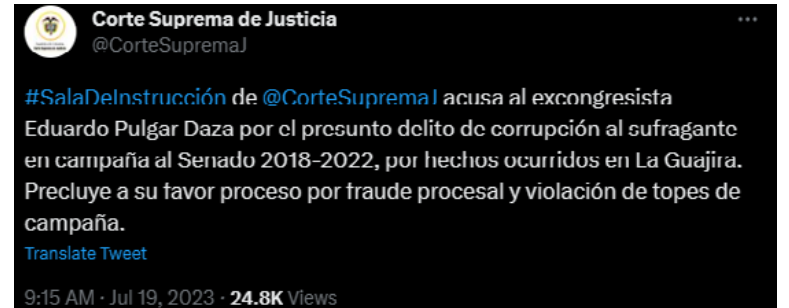 Corte Suprema de Justicia
@CorteSupremaJ
#SalaDeInstrucción de @CorteSupremaJ acusa al excongresista
Eduardo Pulgar Daza por el presunto delito de corrupción al sufragante
en campaña al Senado 2018-2022, por hechos ocurridos en La Guajira.
Precluye a su favor proceso por fraude procesal y violación de topes de
campaña.
Translate Tweet
9:15 AM · Jul 19, 2023 · 24.8K Views